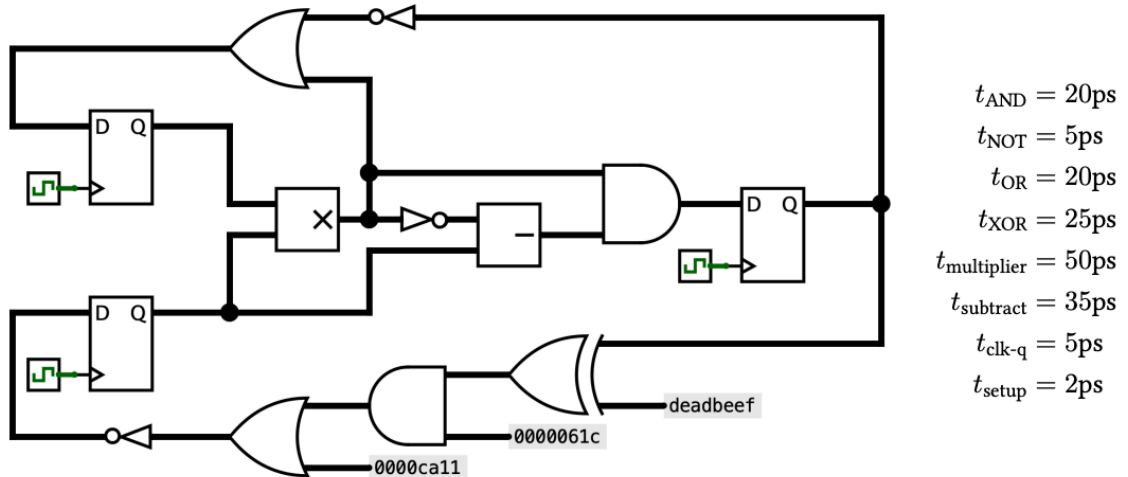 D Q
D Q
D Q
×
−
deadbeef
0000061c
0000ca11
t_AND = 20ps
t_NOT = 5ps
t_OR = 20ps
t_XOR = 25ps
t_multiplier = 50ps
t_subtract = 35ps
t_clk-q = 5ps
t_setup = 2ps